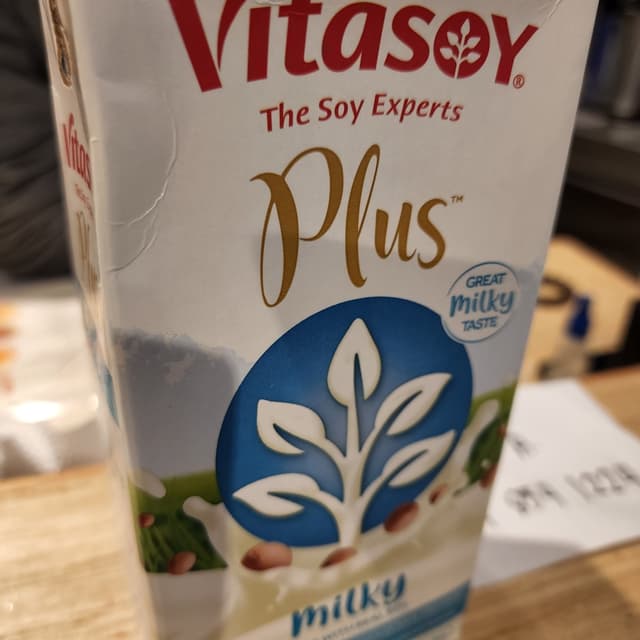 VITASOY®
The Soy Experts
Plus™
GREAT
milky
TASTE
milky